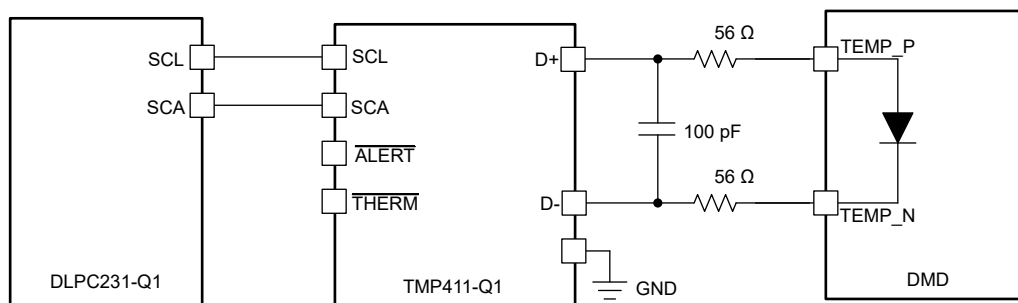 56 Ω
TEMP_P
SCL
SCL
D+
SCA
SCA
100 pF
ALERT
56 Ω
THERM
D-
TEMP_N
DLPC231-Q1
TMP411-Q1
GND
DMD